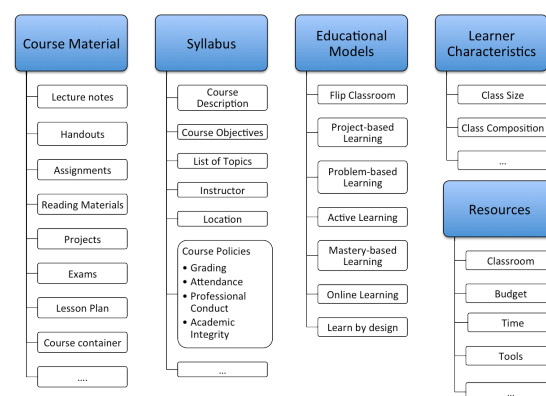 Course Material
Lecture notes
Handouts
Assignments
Reading Materials
Projects
Exams
Lesson Plan
Course container
....
Syllabus
Course
Description
Course Objectives
List of Topics
Instructor
Location
Course Policies
• Grading
• Attendance
• Professional
Conduct
• Academic
Integrity
...
Educational
Models
Flip Classroom
Project-based
Learning
Problem-based
Learning
Active Learning
Mastery-based
Learning
Online Learning
Learn by design
Learner
Characteristics
Class Size
Class Composition
...
Resources
Classroom
Budget
Time
Tools
...